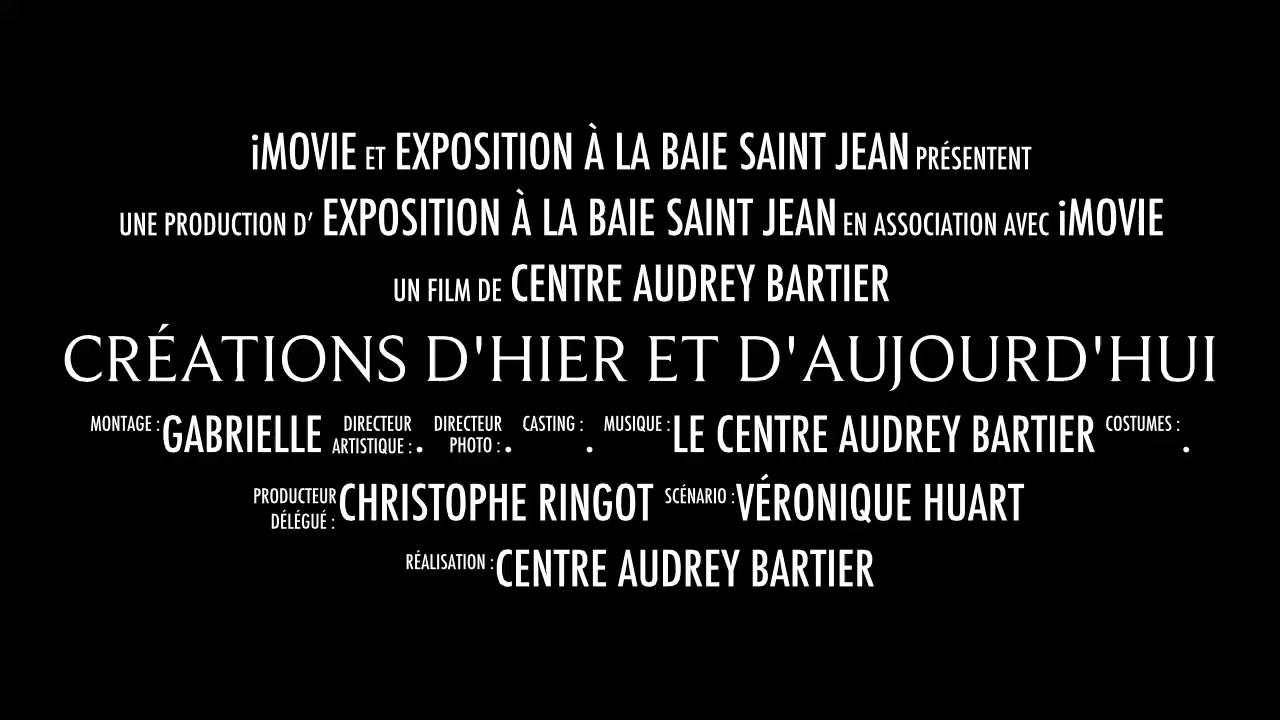 iMOVIE ET EXPOSITION À LA BAIE SAINT JEAN PRÉSENTENT
UNE PRODUCTION D’ EXPOSITION À LA BAIE SAINT JEAN EN ASSOCIATION AVEC iMOVIE
UN FILM DE CENTRE AUDREY BARTIER
CRÉATIONS D'HIER ET D'AUJOURD'HUI
MONTAGE : GABRIELLE DIRECTEUR ARTISTIQUE : . DIRECTEUR PHOTO : . CASTING : . MUSIQUE : LE CENTRE AUDREY BARTIER COSTUMES : .
PRODUCTEUR DÉLÉGUÉ : CHRISTOPHE RINGOT SCÉNARIO : VÉRONIQUE HUART
RÉALISATION : CENTRE AUDREY BARTIER